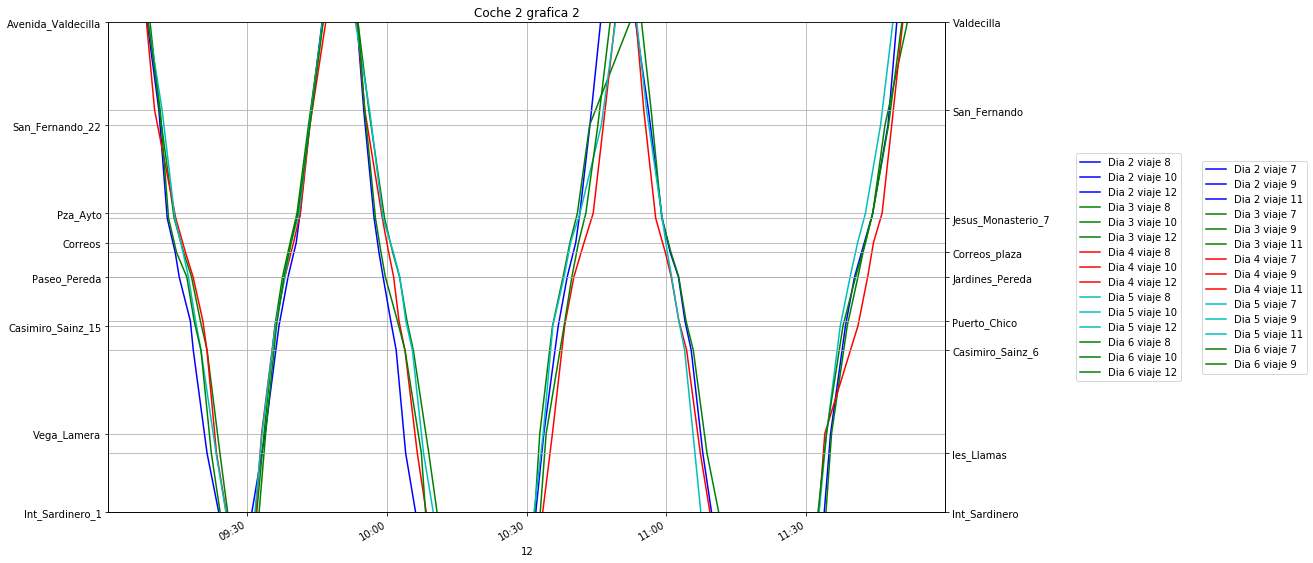 Coche 2 grafica 2
Avenida_Valdecilla
San_Fernando_22
Pza_Ayto
Correos
Paseo_Pereda
Casimiro_Sainz_15
Vega_Lamera
Int_Sardinero_1
Valdecilla
San_Fernando
Jesus_Monasterio_7
Correos_plaza
Jardines_Pereda
Puerto_Chico
Casimiro_Sainz_6
Ies_Llamas
Int_Sardinero
09:30
10:00
10:30
11:00
11:30
12
Dia 2 viaje 8
Dia 2 viaje 10
Dia 2 viaje 12
Dia 3 viaje 8
Dia 3 viaje 10
Dia 3 viaje 12
Dia 4 viaje 8
Dia 4 viaje 10
Dia 4 viaje 12
Dia 5 viaje 8
Dia 5 viaje 10
Dia 5 viaje 12
Dia 6 viaje 8
Dia 6 viaje 10
Dia 6 viaje 12
Dia 2 viaje 7
Dia 2 viaje 9
Dia 2 viaje 11
Dia 3 viaje 7
Dia 3 viaje 9
Dia 3 viaje 11
Dia 4 viaje 7
Dia 4 viaje 9
Dia 4 viaje 11
Dia 5 viaje 7
Dia 5 viaje 9
Dia 5 viaje 11
Dia 6 viaje 7
Dia 6 viaje 9